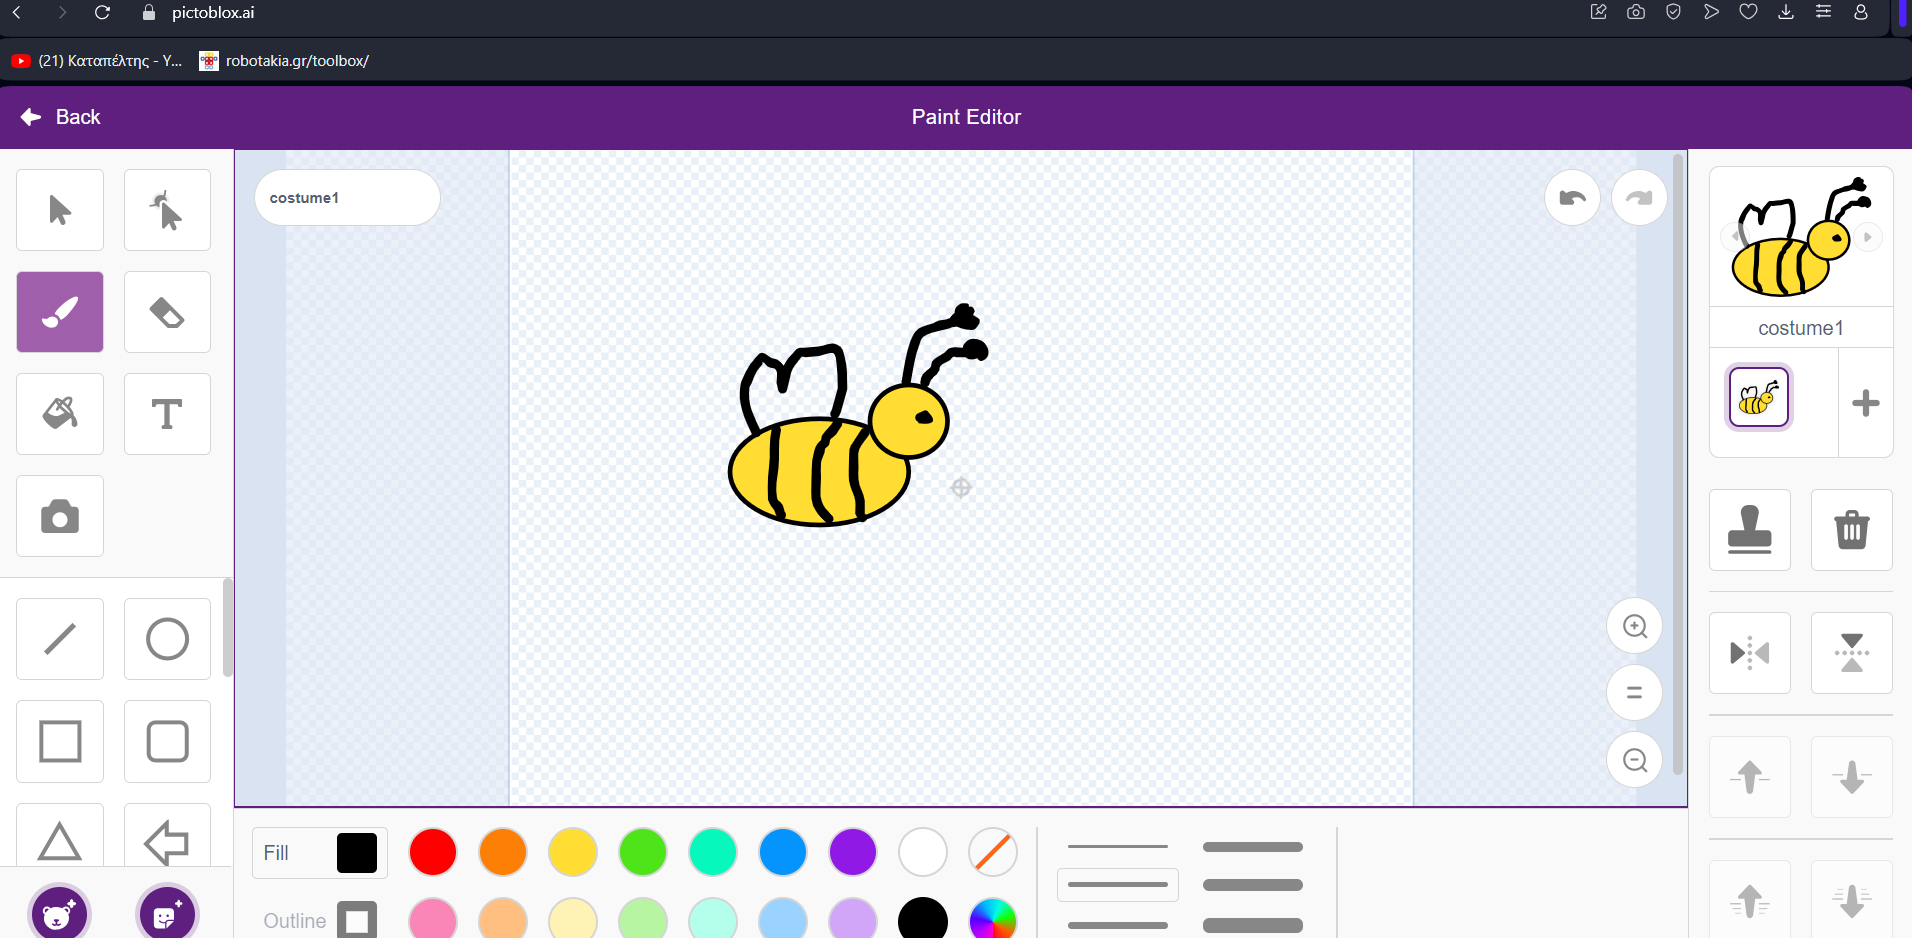 pictoblox.ai
(21) Καταπέλτης - Y...
robotakia.gr/toolbox/
Back
Paint Editor
costume1
costume1
T
Fill
Outline